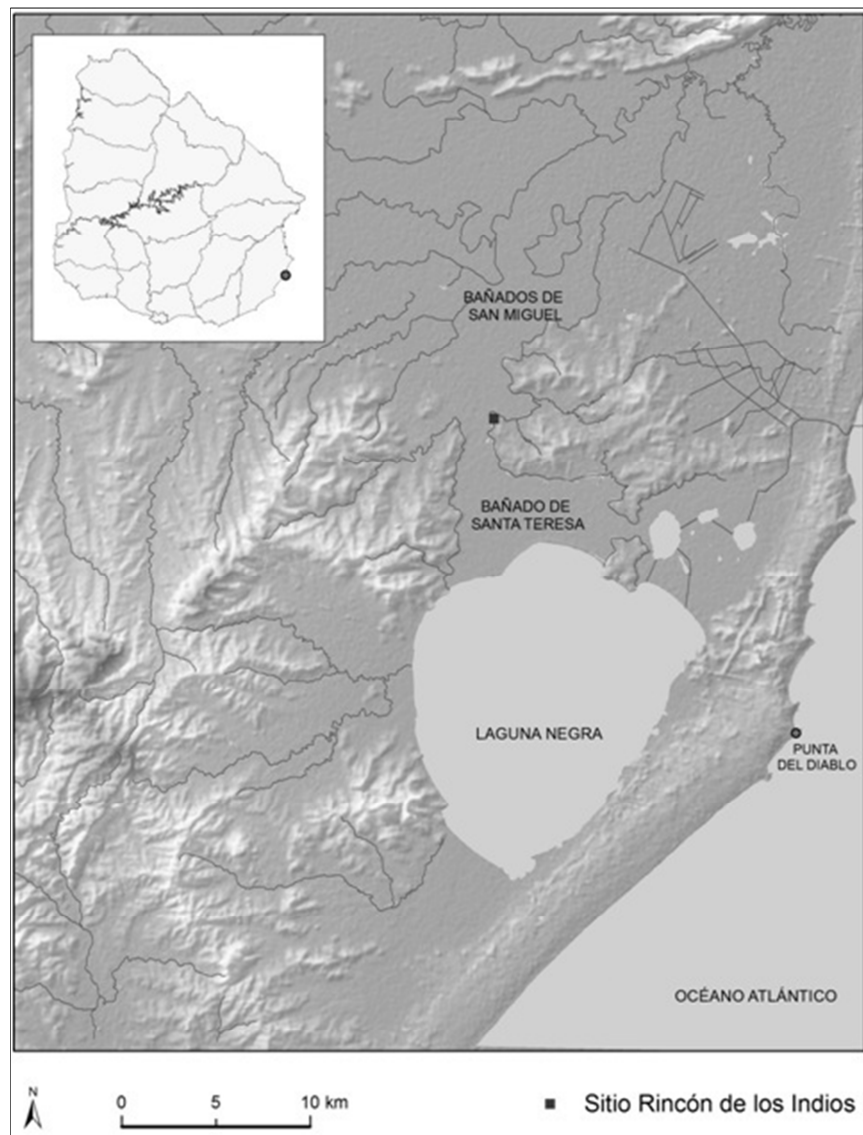 BAÑADOS DE
SAN MIGUEL
BAÑADO DE
SANTA TERESA
LAGUNA NEGRA
PUNTA
DEL DIABLO
OCÉANO ATLÁNTICO
N
0 5 10 km
Sitio Rincón de los Indios